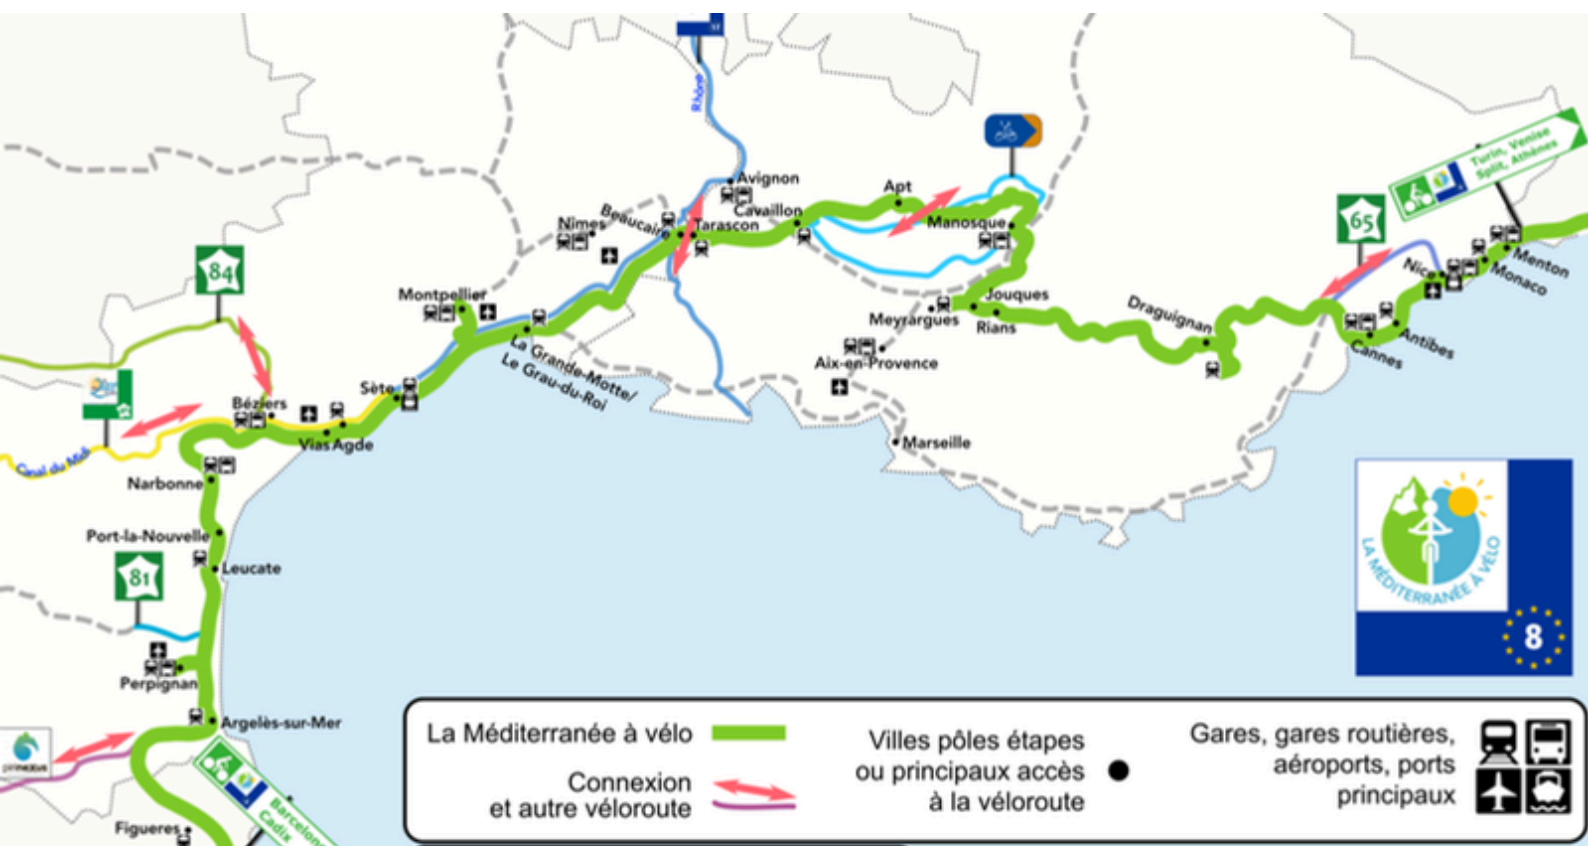 Rhône
Avignon
Apt
Cavaillon
Beaucaire
Tarascon
Nîmes
Manosque
65
Turin, Venise
Split, Athènes
Menton
Monaco
Nice
Antibes
Cannes
Draguignan
Jouques
Rians
Meyrargues
Aix-en-Provence
Marseille
84
Montpellier
La Grande-Motte/
Le Grau-du-Roi
Sète
Béziers
Vias
Agde
Canal du Midi
Narbonne
Port-la-Nouvelle
Leucate
81
Perpignan
Argelès-sur-Mer
Barcelon
Cadix
Figueres
LA MÉDITERRANÉE À VÉLO
8
La Méditerranée à vélo
Connexion
et autre véloroute
Villes pôles étapes
ou principaux accès
à la véloroute
Gares, gares routières,
aéroports, ports
principaux